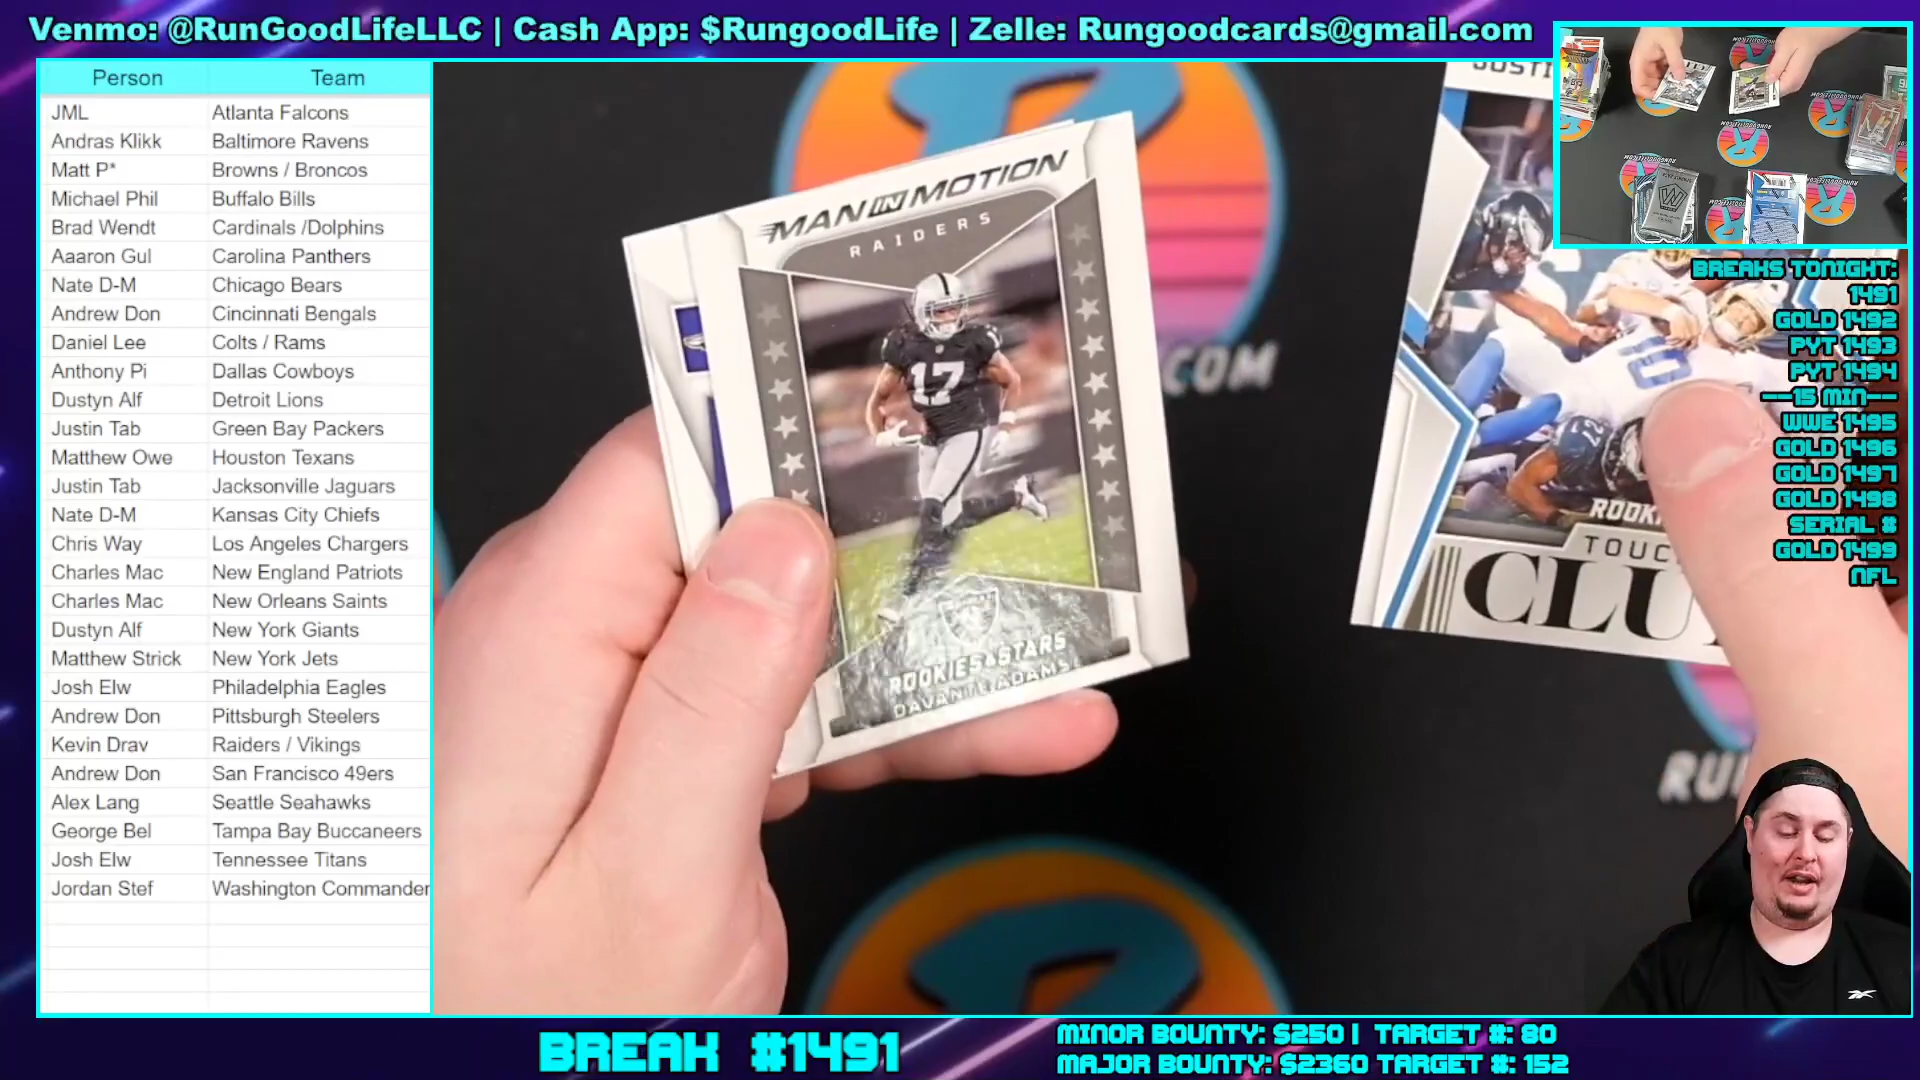 Venmo: @RunGoodLifeLLC | Cash App: $RungoodLife | Zelle: Rungoodcards@gmail.com
Person Team
JML Atlanta Falcons
Andras Klikk Baltimore Ravens
Matt P* Browns / Broncos
Michael Phil Buffalo Bills
Brad Wendt Cardinals /Dolphins
Aaaron Gul Carolina Panthers
Nate D-M Chicago Bears
Andrew Don Cincinnati Bengals
Daniel Lee Colts / Rams
Anthony Pi Dallas Cowboys
Dustyn Alf Detroit Lions
Justin Tab Green Bay Packers
Matthew Owe Houston Texans
Justin Tab Jacksonville Jaguars
Nate D-M Kansas City Chiefs
Chris Way Los Angeles Chargers
Charles Mac New England Patriots
Charles Mac New Orleans Saints
Dustyn Alf New York Giants
Matthew Strick New York Jets
Josh Elw Philadelphia Eagles
Andrew Don Pittsburgh Steelers
Kevin Drav Raiders / Vikings
Andrew Don San Francisco 49ers
Alex Lang Seattle Seahawks
George Bel Tampa Bay Buccaneers
Josh Elw Tennessee Titans
Jordan Stef Washington Commander
MAN IN MOTION
RAIDERS
17
ROOKIES & STARS
DAVANTE ADAMS
.COM
JUSTI
10
27
ROOKI
TOUC
CLU
RU
BREAKS TONIGHT:
1491
GOLD 1492
PYT 1493
PYT 1494
--15 MIN--
WWE 1495
GOLD 1496
GOLD 1497
GOLD 1498
SERIAL #
GOLD 1499
NFL
BREAK #1491
MINOR BOUNTY: $250 | TARGET #: 80
MAJOR BOUNTY: $2360 TARGET #: 152